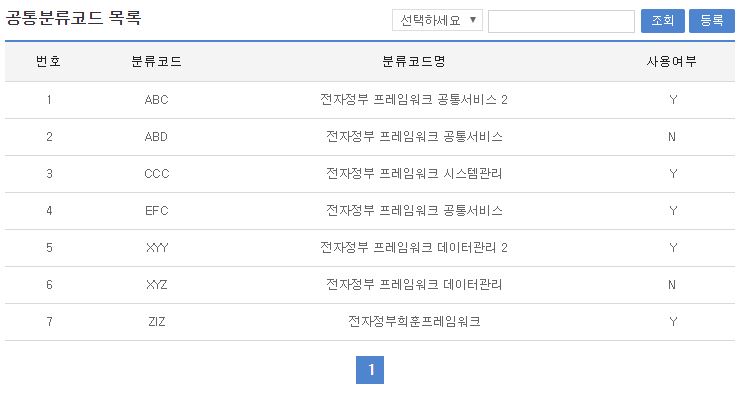 공통분류코드 목록 선택하세요 조회 등록
번호 분류코드 분류코드명 사용여부
1 ABC 전자정부 프레임워크 공통서비스 2 Y
2 ABD 전자정부 프레임워크 공통서비스 N
3 CCC 전자정부 프레임워크 시스템관리 Y
4 EFC 전자정부 프레임워크 공통서비스 Y
5 XYY 전자정부 프레임워크 데이터관리 2 Y
6 XYZ 전자정부 프레임워크 데이터관리 N
7 ZIZ 전자정부희훈프레임워크 Y
1